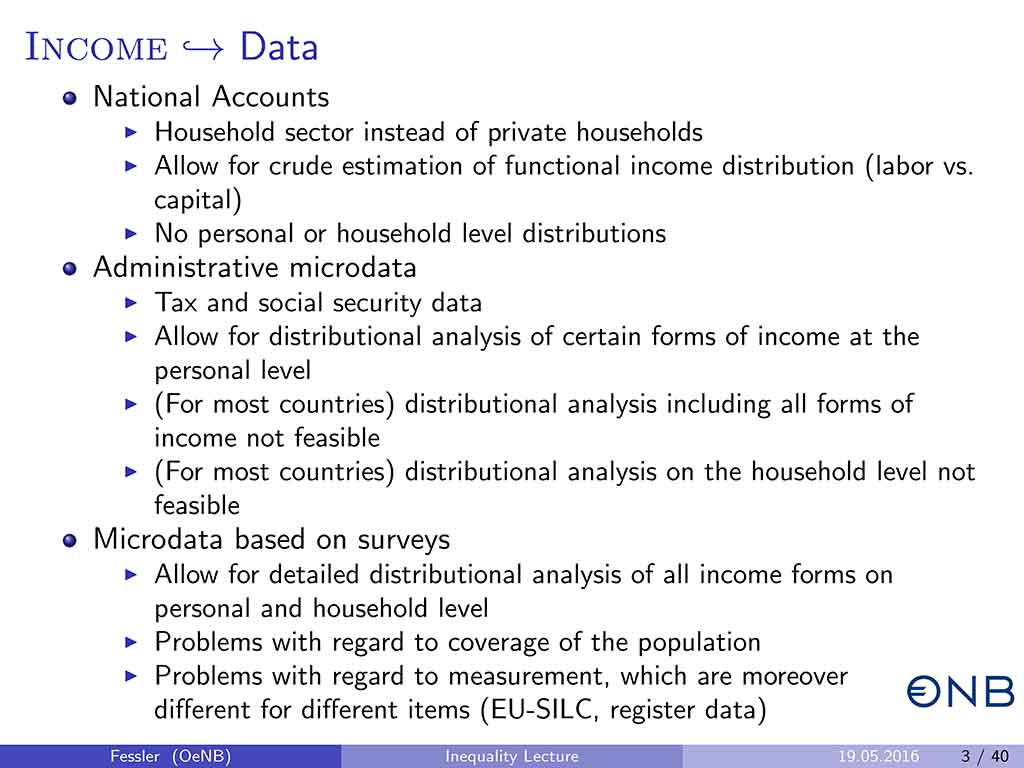 INCOME ↪ Data
National Accounts
Household sector instead of private households
Allow for crude estimation of functional income distribution (labor vs.
capital)
No personal or household level distributions
Administrative microdata
Tax and social security data
Allow for distributional analysis of certain forms of income at the
personal level
(For most countries) distributional analysis including all forms of
income not feasible
(For most countries) distributional analysis on the household level not
feasible
Microdata based on surveys
Allow for detailed distributional analysis of all income forms on
personal and household level
Problems with regard to coverage of the population
Problems with regard to measurement, which are moreover
different for different items (EU-SILC, register data)
ONB
Fessler (OeNB) Inequality Lecture 19.05.2016 3 / 40